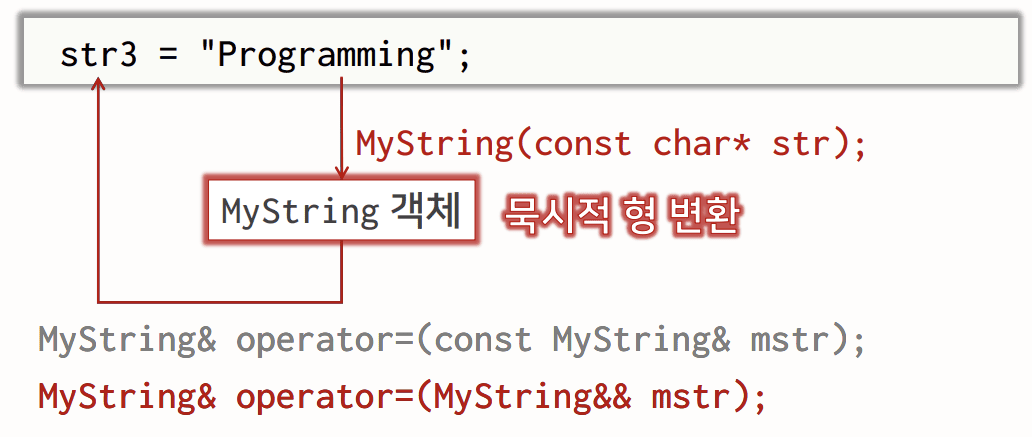 str3 = "Programming";
MyString(const char* str);
MyString 객체
묵시적 형 변환
MyString& operator=(const MyString& mstr);
MyString& operator=(MyString&& mstr);